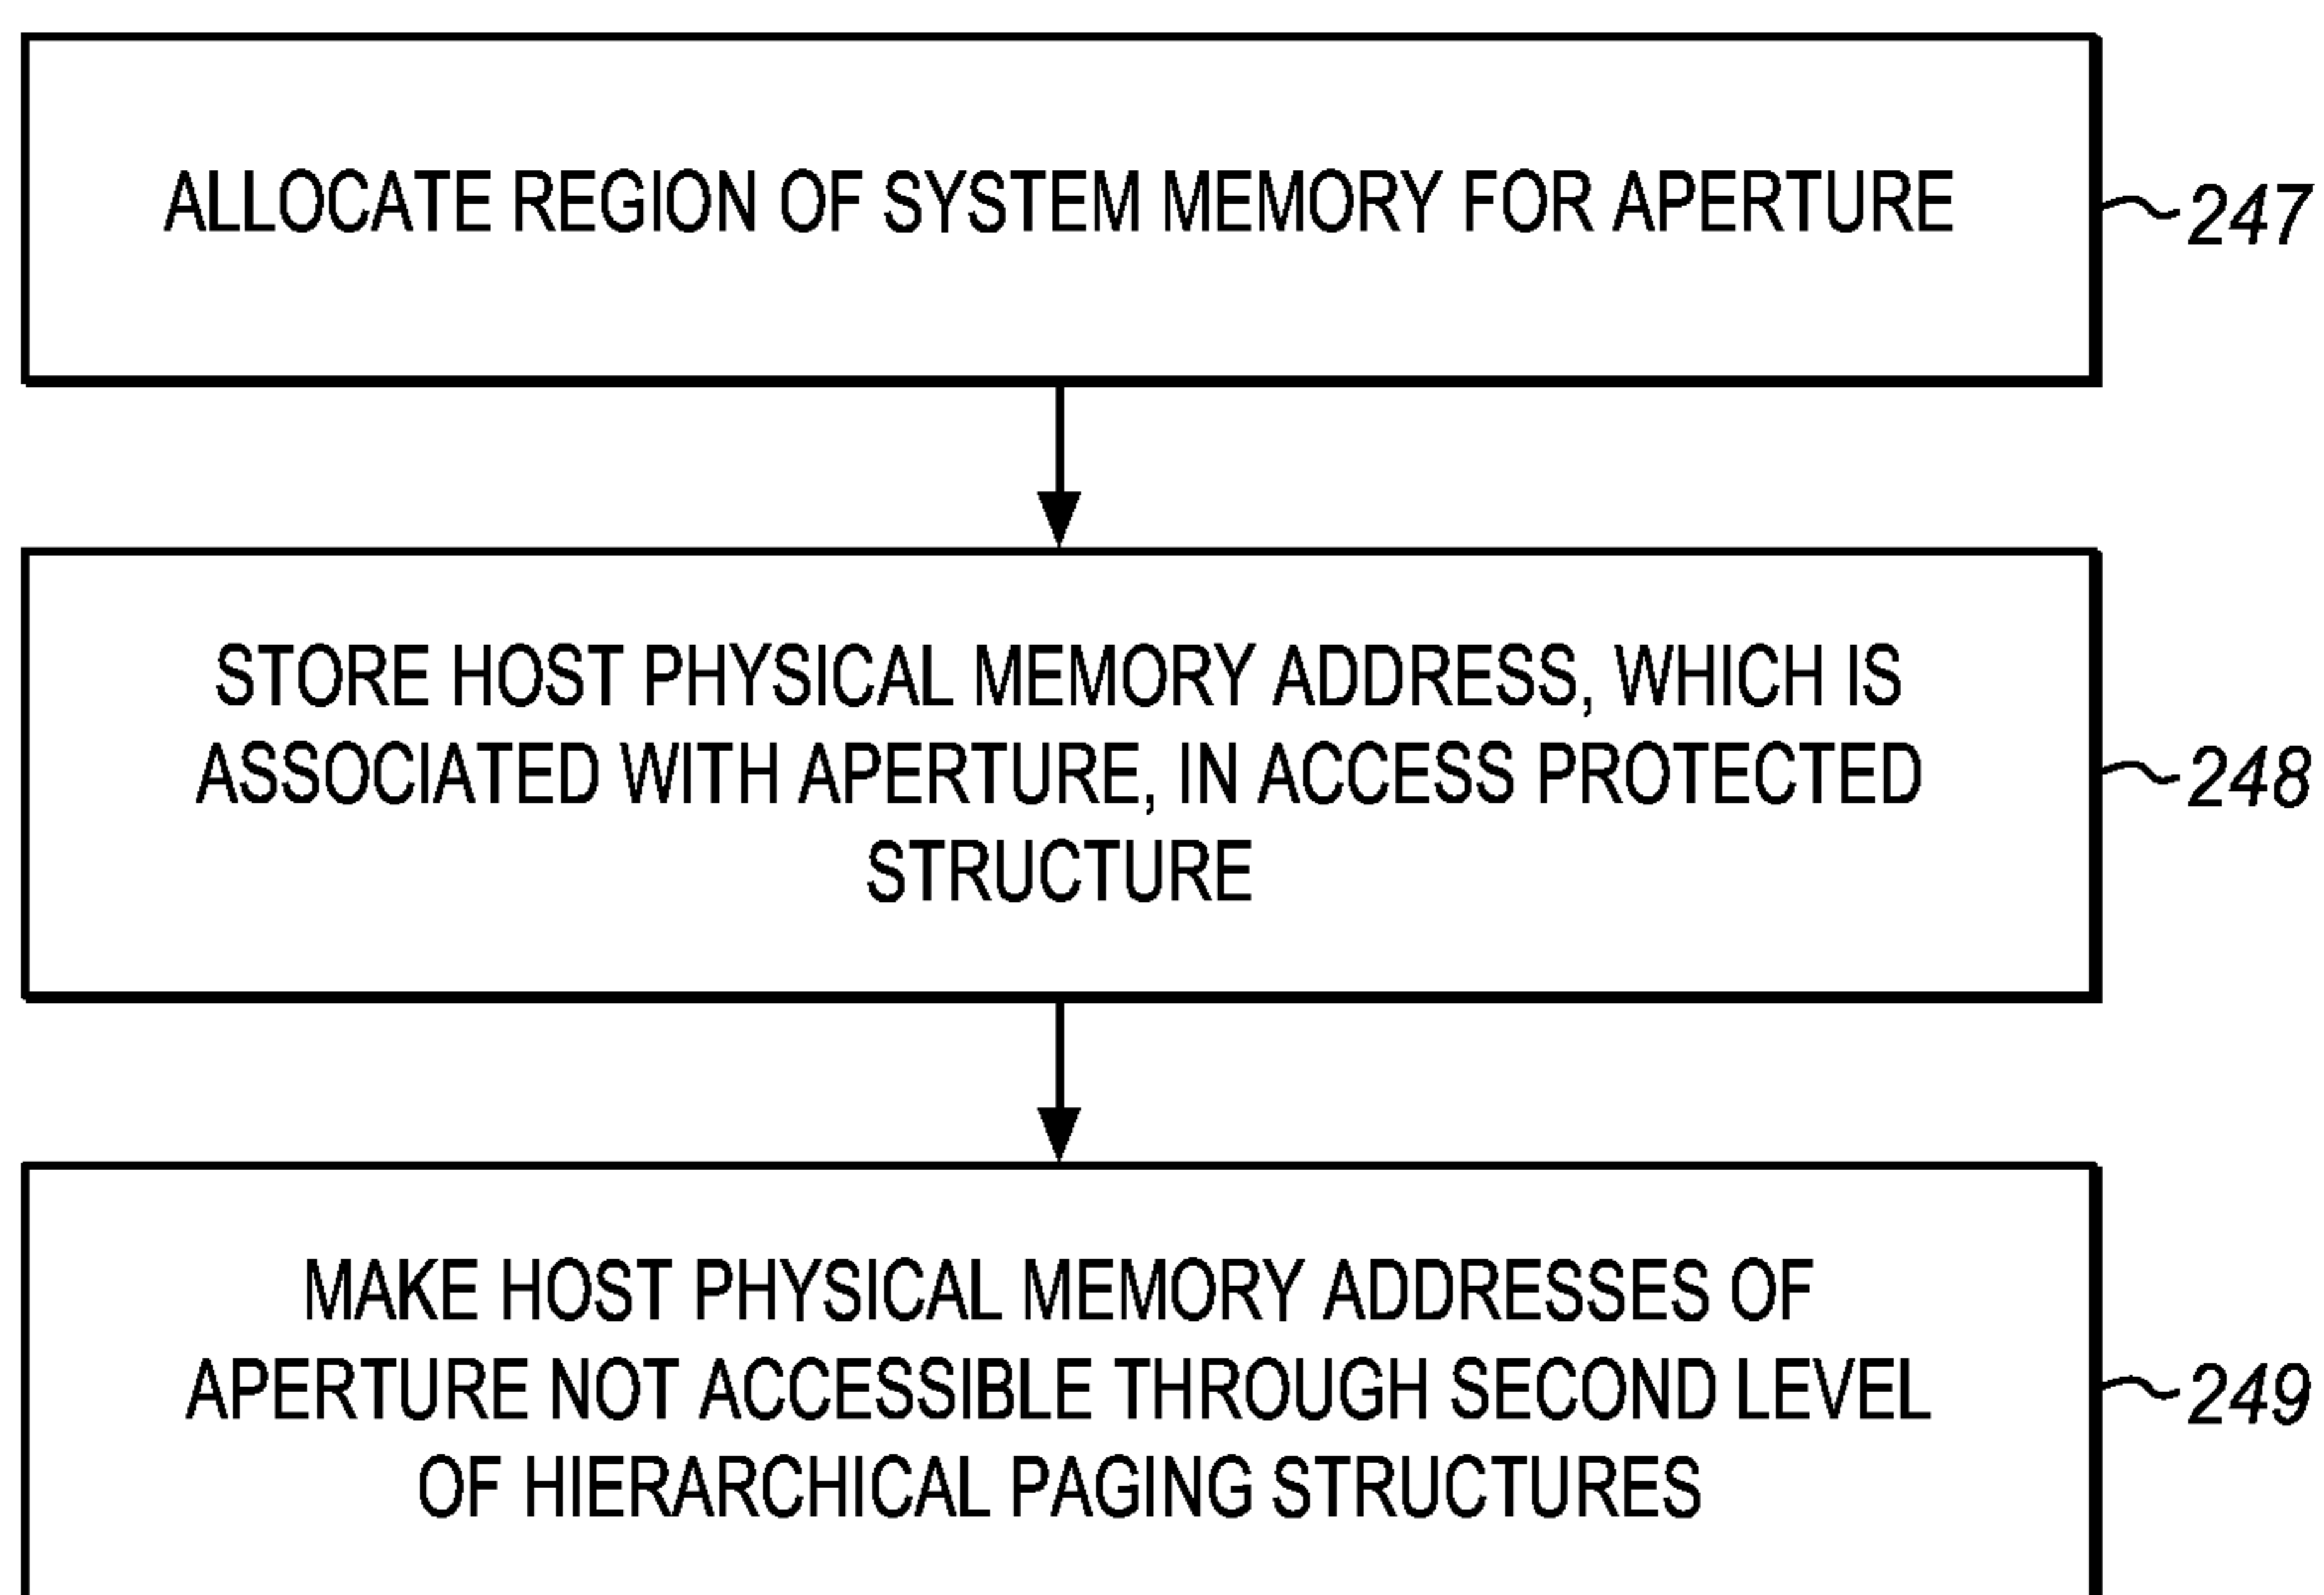 ALLOCATE REGION OF SYSTEM MEMORY FOR APERTURE
247
STORE HOST PHYSICAL MEMORY ADDRESS, WHICH IS
ASSOCIATED WITH APERTURE, IN ACCESS PROTECTED
STRUCTURE
248
MAKE HOST PHYSICAL MEMORY ADDRESSES OF
APERTURE NOT ACCESSIBLE THROUGH SECOND LEVEL
OF HIERARCHICAL PAGING STRUCTURES
249